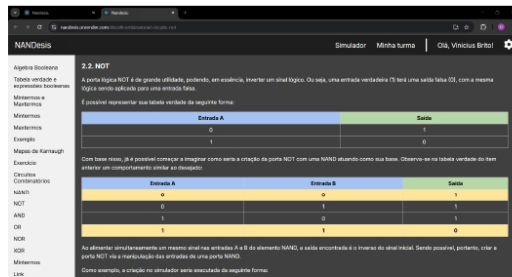 NANDesis
Simulador
Minha turma
Olá, Vinicius Brito!
Álgebra Booleana
Tabela verdade e
expressões booleanas
Mintermos e
Maxtermos
Mintermos
Maxtermos
Exemplo
Mapas de Karnaugh
Exercício
Circuitos
Combinatórios
NAND
NOT
AND
OR
NOR
XOR
Mintermos
Link
2.2. NOT
A porta lógica NOT é de grande utilidade, podendo, em essência, inverter um sinal lógico. Ou seja, uma entrada verdadeira (1) terá uma saída falsa (0), com a mesma
lógica sendo aplicado para uma entrada falsa.
É possível representar sua tabela verdade da seguinte forma:
Entrada A Saída
0 1
1 0
Com base nisso, já é possível começar a imaginar como seria a criação da porta NOT com uma NAND atuando como sua base. Observe-se na tabela verdade do item
anterior um comportamento similar ao desejado:
Entrada A Entrada B Saída
0 0 1
0 1 1
1 0 1
1 1 0
Ao alimentar simultaneamente um mesmo sinal nas entradas A e B do elemento NAND, a saída encontrada é o inverso do sinal inicial. Sendo possível, portanto, criar a
porta NOT via a manipulação das entradas de uma porta NAND.
Como exemplo, a criação no simulador seria executada da seguinte forma: